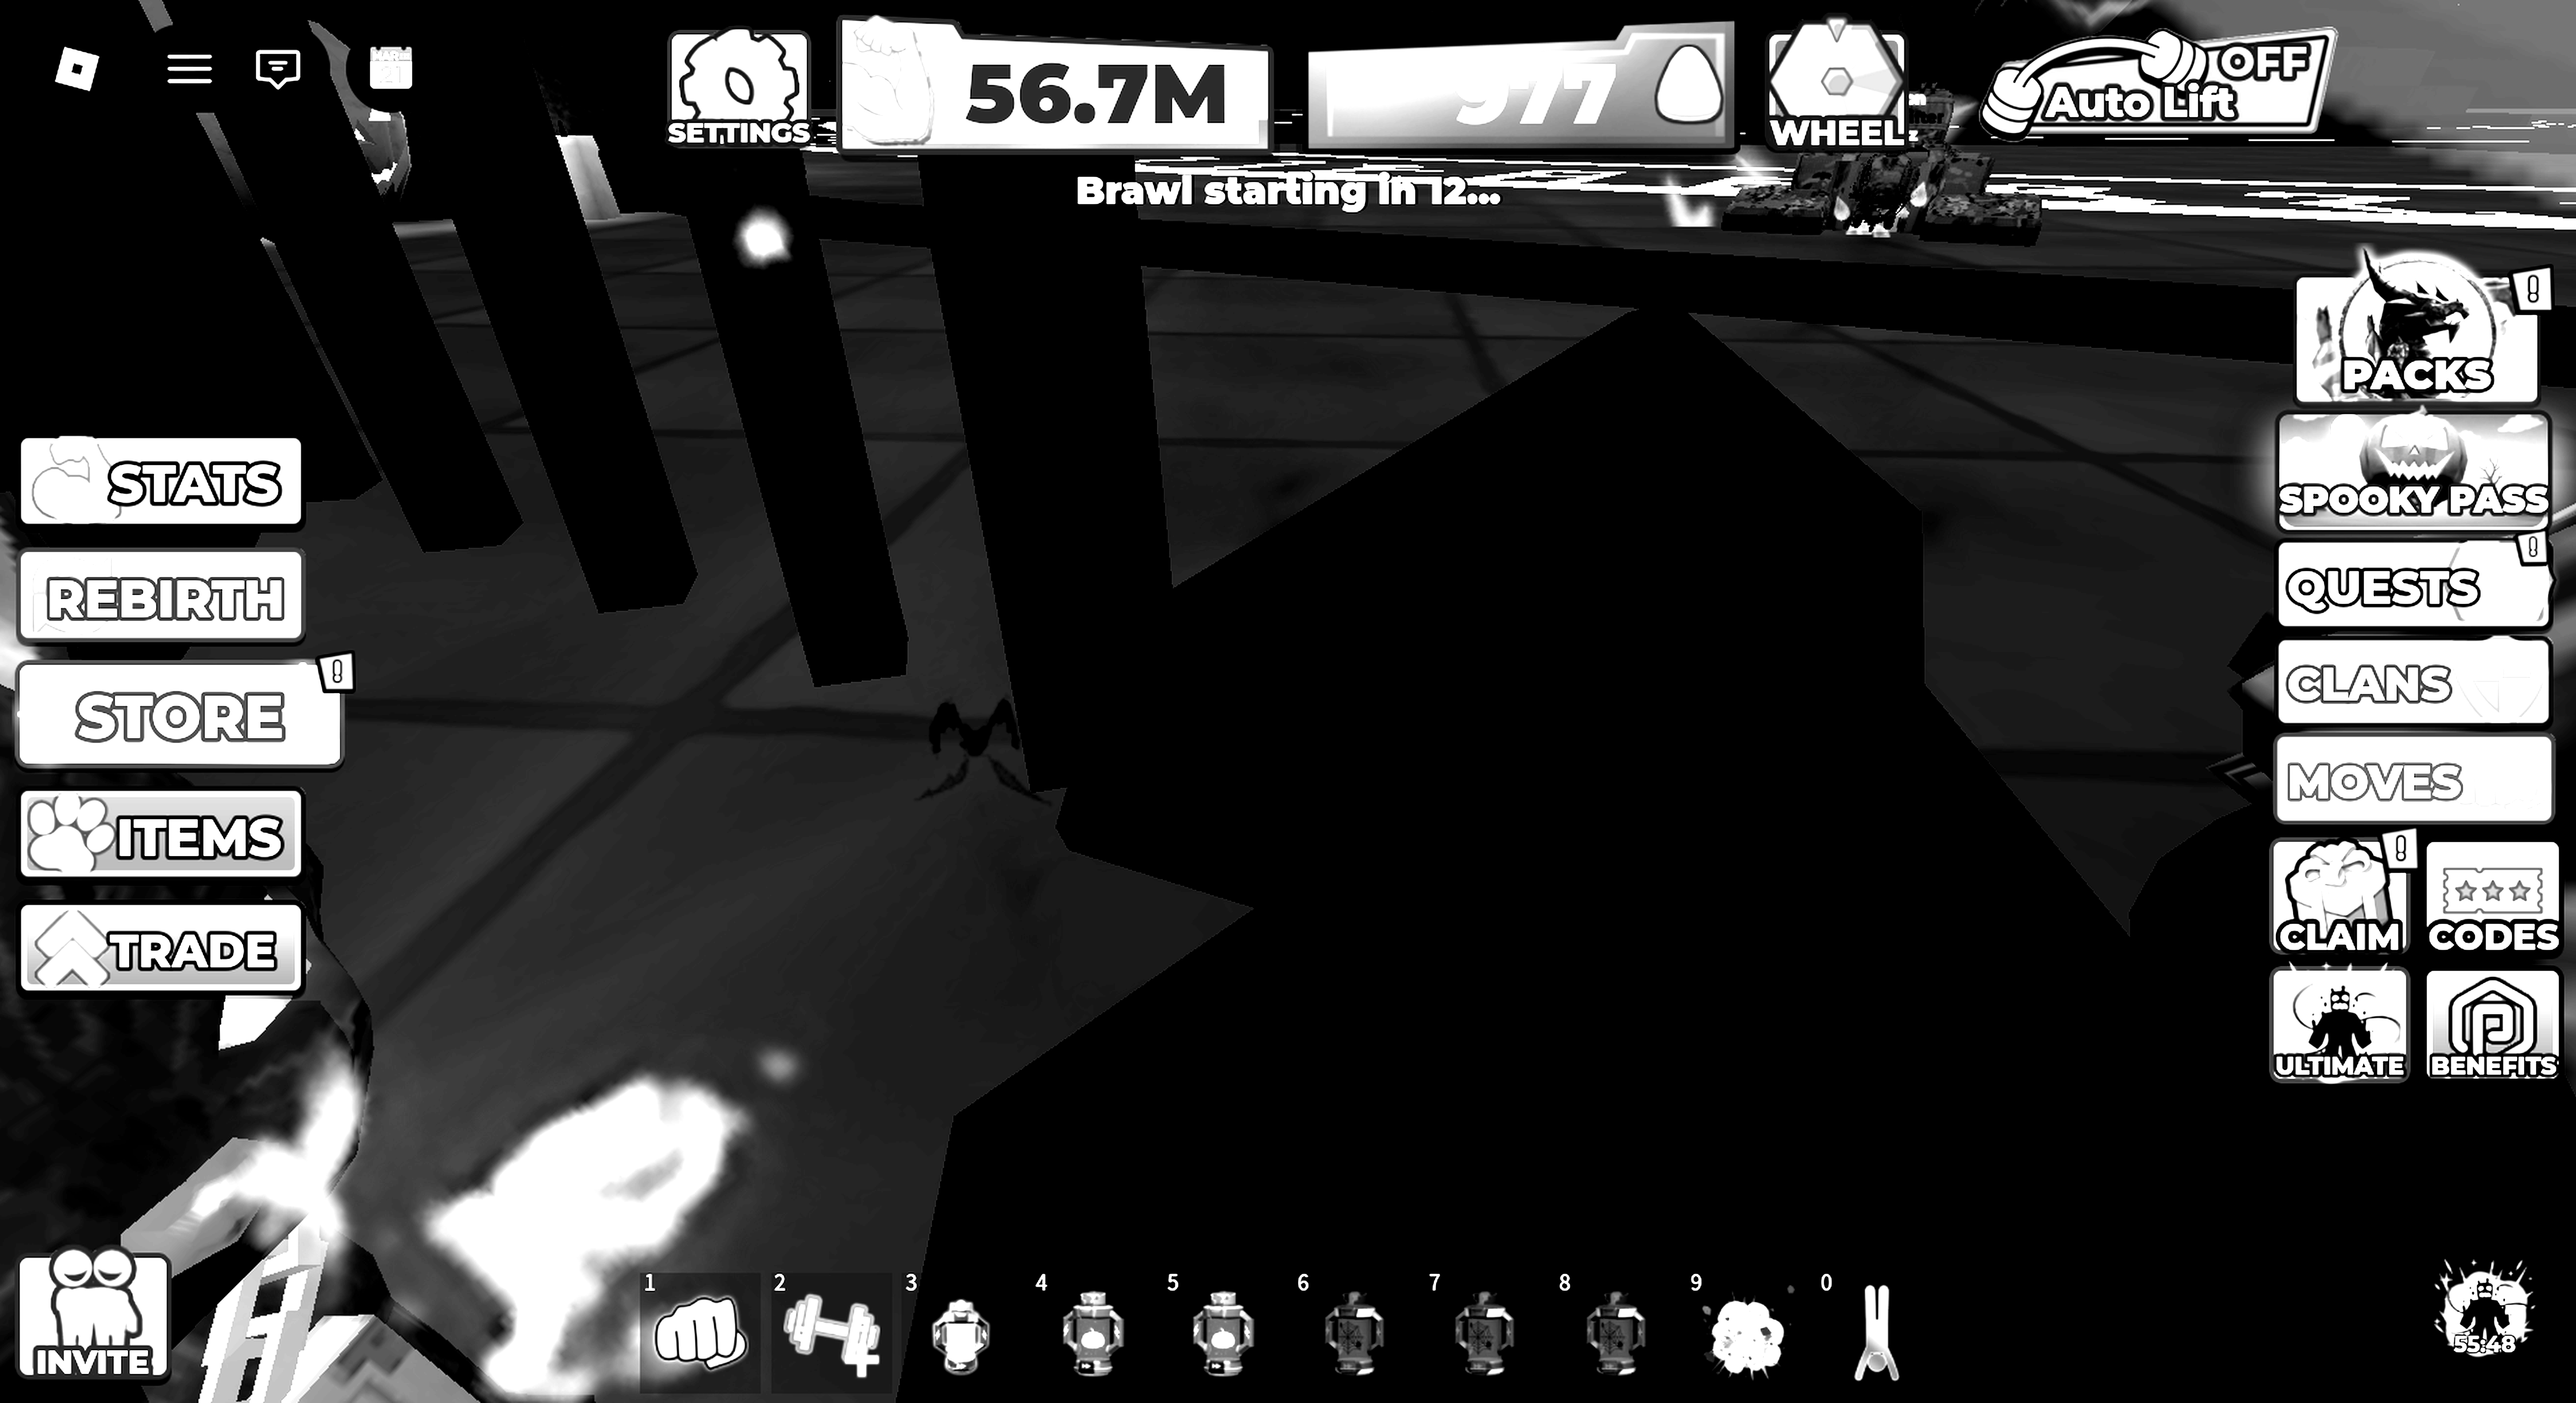 SETTINGS
56.7M
977
WHEEL
OFF
Auto Lift
Brawl starting in 12...
PACKS
SPOOKY PASS
QUESTS
CLANS
MOVES
CLAIM
CODES
ULTIMATE
BENEFITS
STATS
REBIRTH
STORE
ITEMS
TRADE
INVITE
1
2
3
4
5
6
7
8
9
0
55:48